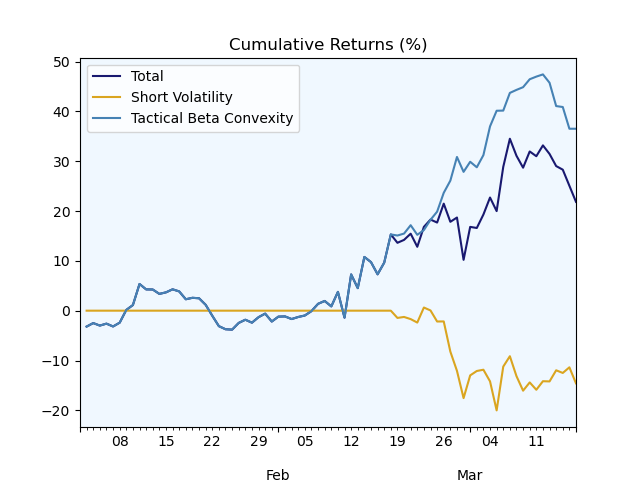 Cumulative Returns (%)
Total
Short Volatility
Tactical Beta Convexity
50
40
30
20
10
0
−10
−20
08 15 22 29 05 12 19 26 04 11
Feb Mar